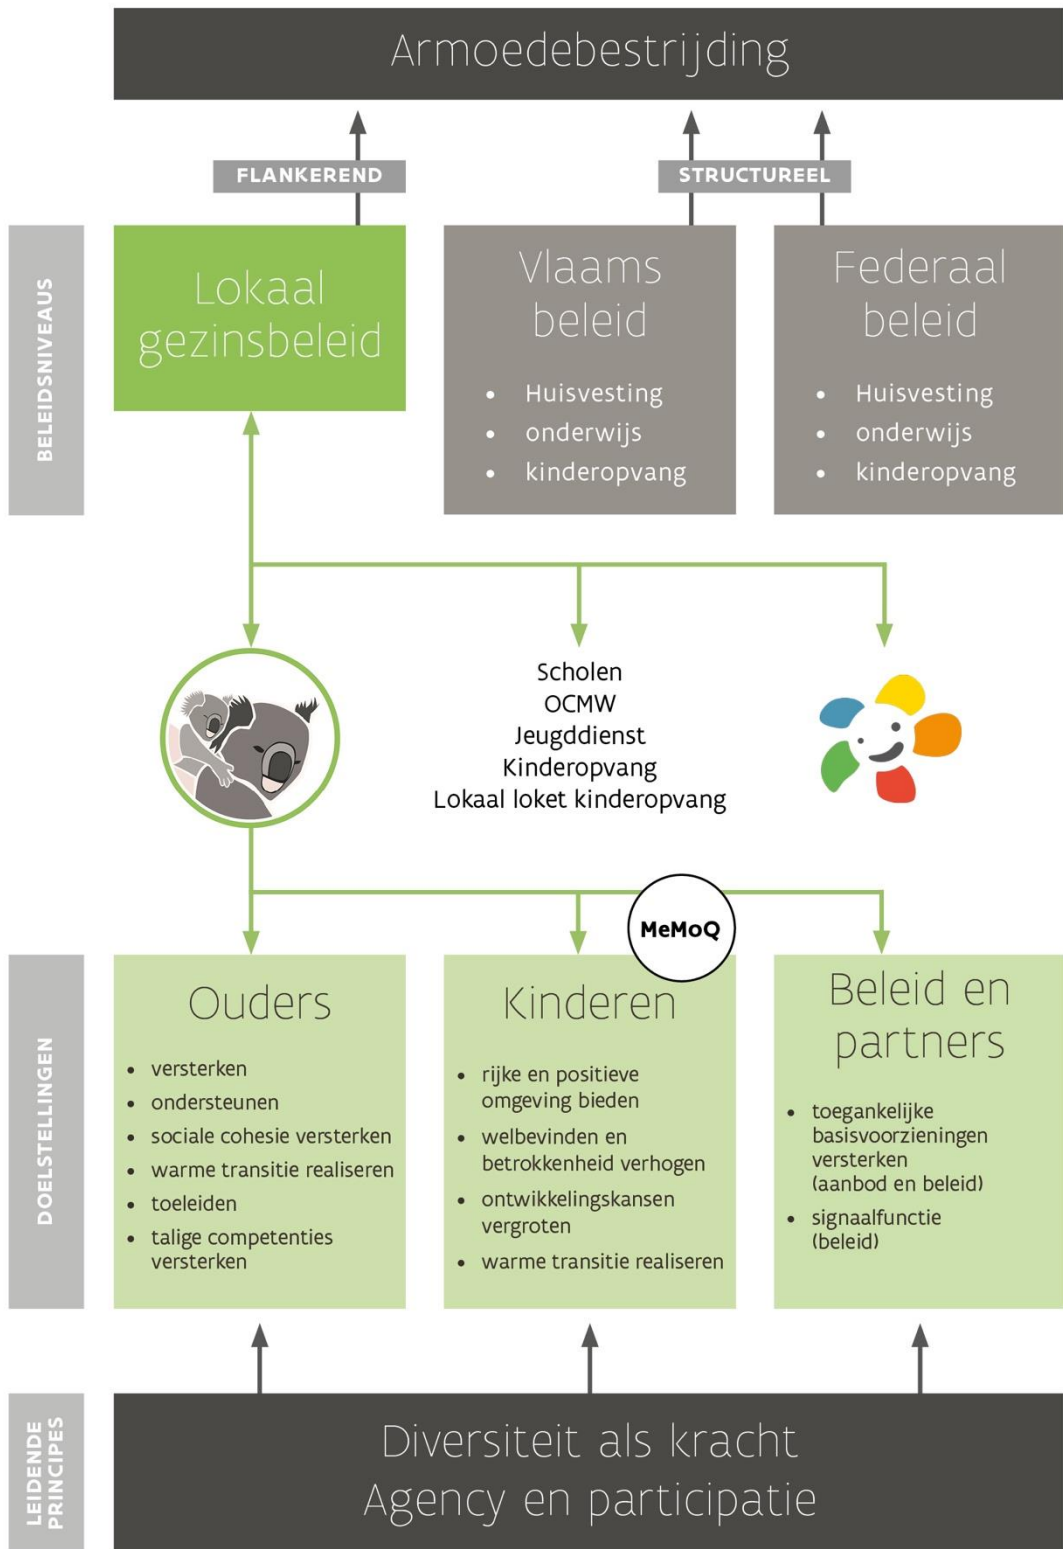 Armoedebestrijding
FLANKEREND
STRUCTUREEL
BELEIDSNIVEAUS
Lokaal
gezinsbeleid
Vlaams
beleid
• Huisvesting
• onderwijs
• kinderopvang
Federaal
beleid
• Huisvesting
• onderwijs
• kinderopvang
Scholen
OCMW
Jeugddienst
Kinderopvang
Lokaal loket kinderopvang
MeMoQ
DOELSTELLINGEN
Ouders
• versterken
• ondersteunen
• sociale cohesie versterken
• warme transitie realiseren
• toeleiden
• talige competenties
versterken
Kinderen
• rijke en positieve
omgeving bieden
• welbevinden en
betrokkenheid verhogen
• ontwikkelingskansen
vergroten
• warme transitie realiseren
Beleid en
partners
• toegankelijke
basisvoorzieningen
versterken
(aanbod en beleid)
• signaalfunctie
(beleid)
LEIDENDE
PRINCIPES
Diversiteit als kracht
Agency en participatie